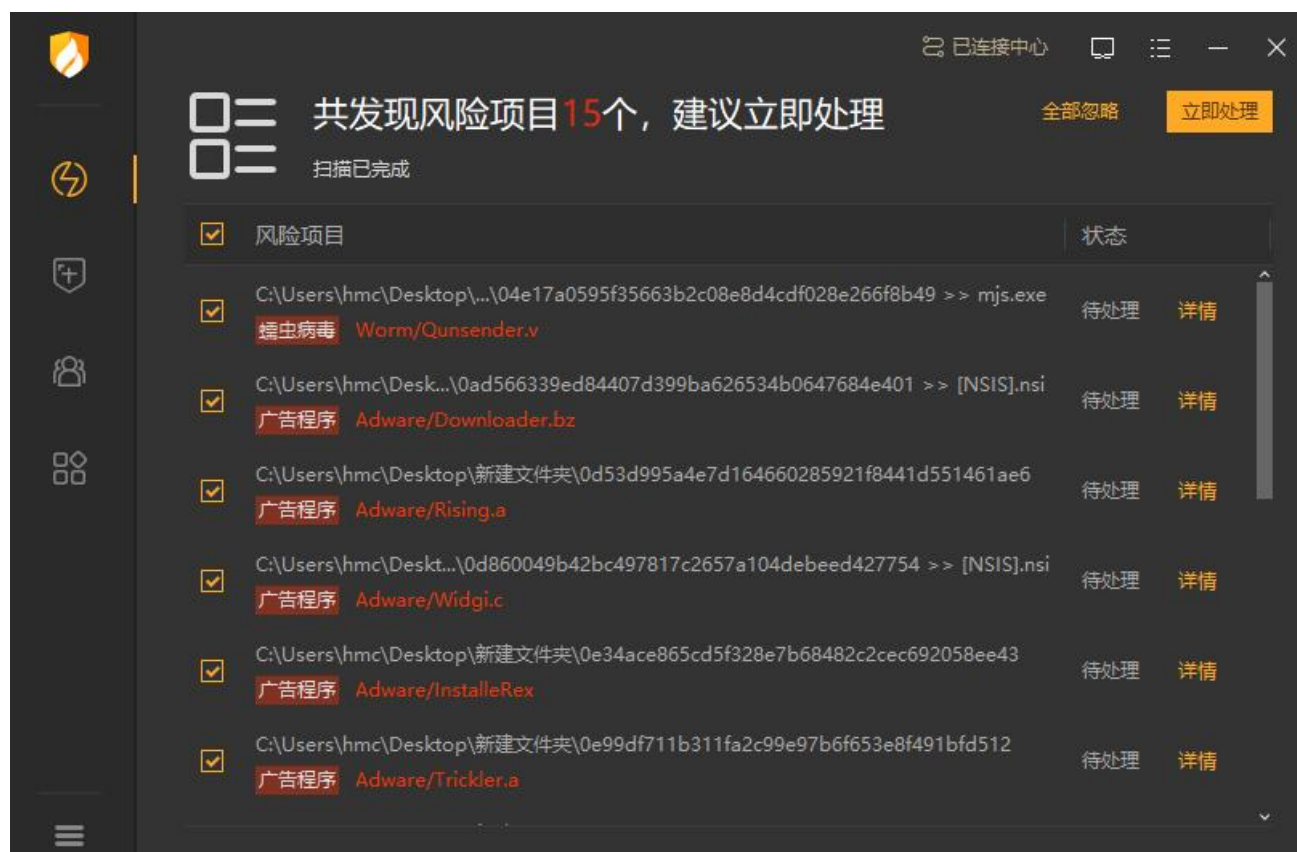 已连接中心
共发现风险项目15个，建议立即处理
全部忽略
立即处理
扫描已完成
风险项目
状态
C:\Users\hmc\Desktop\...\04e17a0595f35663b2c08e8d4cdf028e266f8b49 >> mjs.exe
蠕虫病毒 Worm/Qunsender.v
待处理 详情
C:\Users\hmc\Desk...\0ad566339ed84407d399ba626534b0647684e401 >> [NSIS].nsi
广告程序 Adware/Downloader.bz
待处理 详情
C:\Users\hmc\Desktop\新建文件夹\0d53d995a4e7d164660285921f8441d551461ae6
广告程序 Adware/Rising.a
待处理 详情
C:\Users\hmc\Deskt...\0d860049b42bc497817c2657a104debeed427754 >> [NSIS].nsi
广告程序 Adware/Widgi.c
待处理 详情
C:\Users\hmc\Desktop\新建文件夹\0e34ace865cd5f328e7b68482c2cec692058ee43
广告程序 Adware/InstalleRex
待处理 详情
C:\Users\hmc\Desktop\新建文件夹\0e99df711b311fa2c99e97b6f653e8f491bfd512
广告程序 Adware/Trickler.a
待处理 详情